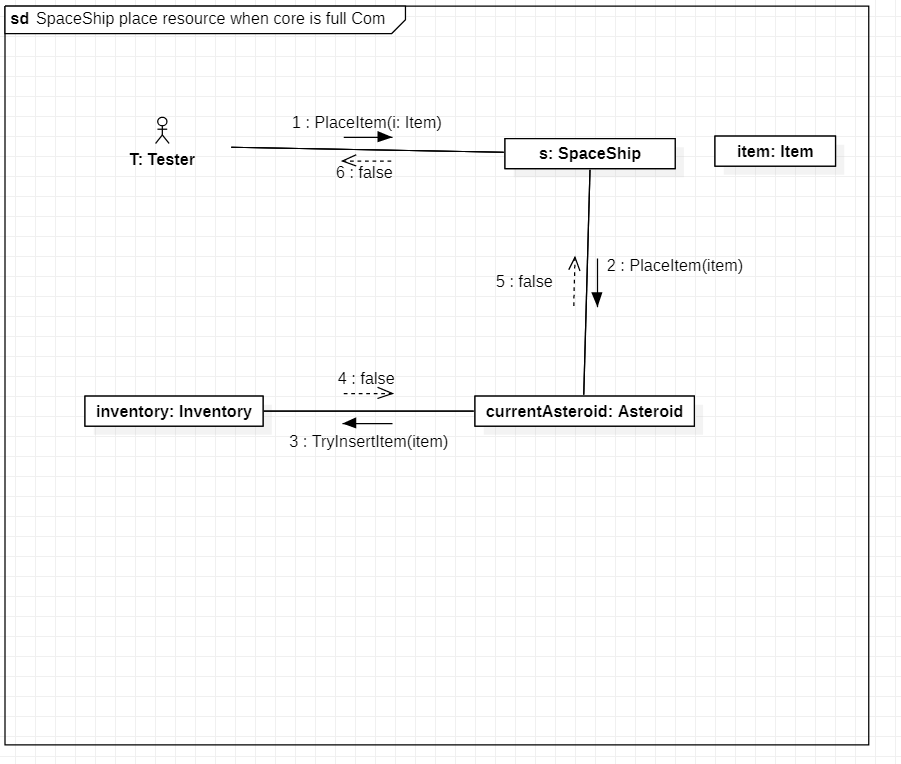 sd SpaceShip place resource when core is full Com
1 : PlaceItem(i: Item)
T: Tester
6 : false
s: SpaceShip
item: Item
5 : false
2 : PlaceItem(item)
4 : false
inventory: Inventory
currentAsteroid: Asteroid
3 : TryInsertItem(item)